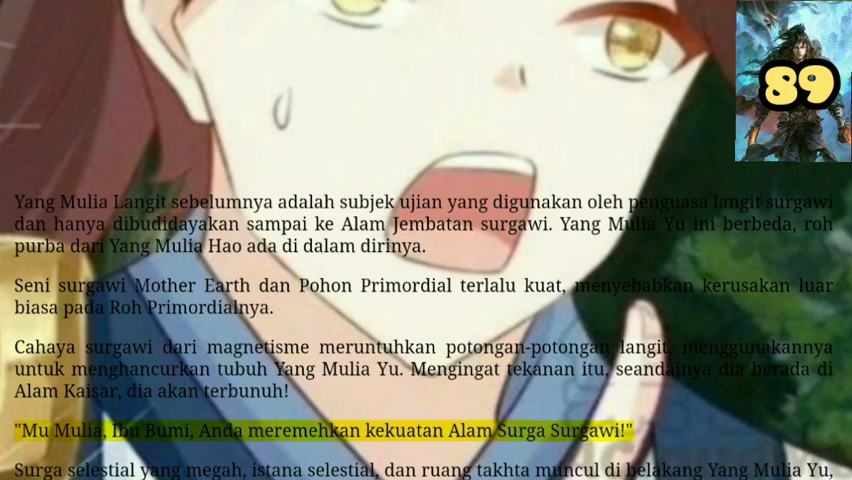 89
Yang Mulia Langit sebelumnya adalah subjek ujian yang digunakan oleh penguasa langit surgawi
dan hanya dibudidayakan sampai ke Alam Jembatan surgawi. Yang Mulia Yu ini berbeda, roh
purba dari Yang Mulia Hao ada di dalam dirinya.
Seni surgawi Mother Earth dan Pohon Primordial terlalu kuat, menyebabkan kerusakan luar
biasa pada Roh Primordialnya.
Cahaya surgawi dari magnetisme meruntuhkan potongan-potongan langit, menggunakannya
untuk menghancurkan tubuh Yang Mulia Yu. Mengingat tekanan itu, seandainya dia berada di
Alam Kaisar, dia akan terbunuh!
"Mu Mulia, Ibu Bumi, Anda meremehkan kekuatan Alam Surga Surgawi!"
Surga selestial yang megah, istana selestial, dan ruang takhta muncul di belakang Yang Mulia Yu,